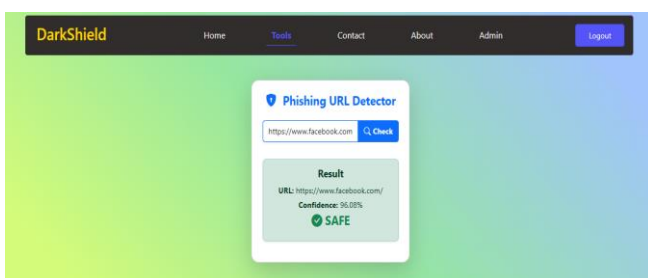 DarkShield Home Tools Contact About Admin Logout
Phishing URL Detector
https://www.facebook.com Check
Result
URL: https://www.facebook.com/
Confidence: 96.08%
SAFE